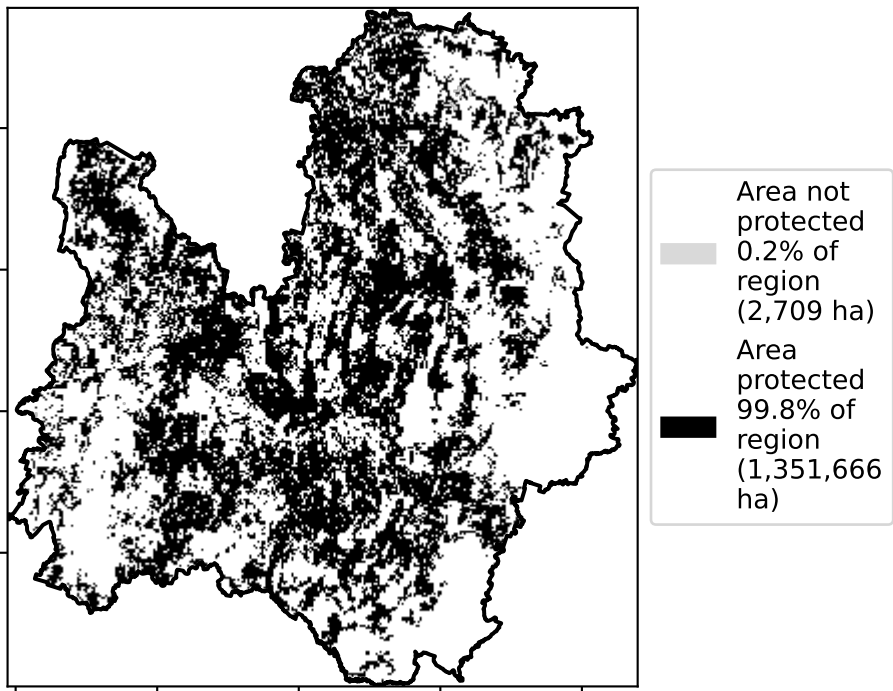 Area not
protected
0.2% of
region
(2,709 ha)
Area
protected
99.8% of
region
(1,351,666
ha)